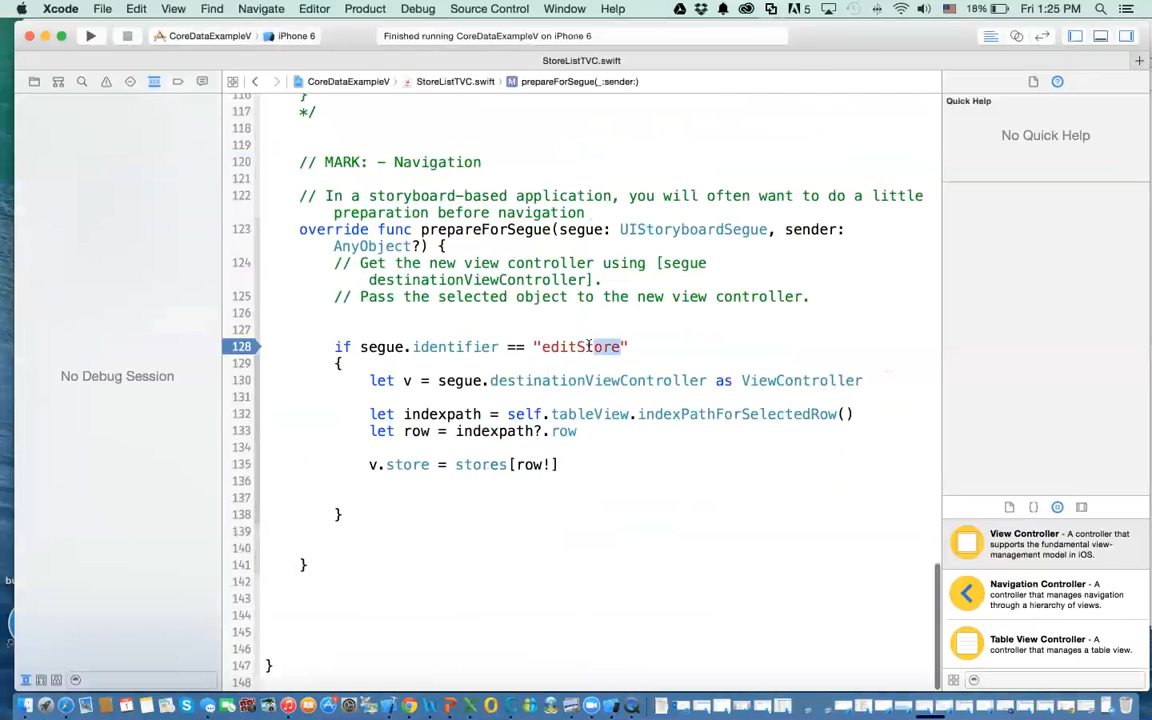 Xcode File Edit View Find Navigate Editor Product Debug Source Control Window Help
5 18% Fri 1:25 PM
CoreDataExampleV iPhone 6
Finished running CoreDataExampleV on iPhone 6
StoreListTVC.swift
CoreDataExampleV StoreListTVC.swift M prepareForSegue(_:sender:)
Quick Help
No Quick Help
No Debug Session
116 }
117 */
118
119
120 // MARK: - Navigation
121
122 // In a storyboard-based application, you will often want to do a little
preparation before navigation
123 override func prepareForSegue(segue: UIStoryboardSegue, sender:
AnyObject?) {
124 // Get the new view controller using [segue
destinationViewController].
125 // Pass the selected object to the new view controller.
126
127
128 if segue.identifier == "editStore"
129 {
130 let v = segue.destinationViewController as ViewController
131
132 let indexpath = self.tableView.indexPathForSelectedRow()
133 let row = indexpath?.row
134
135 v.store = stores[row!]
136
137
138 }
139
140
141 }
142
143
144
145
146
147 }
148
View Controller - A
controller that
supports the fundamental view-
management model in iOS.
Navigation Controller - A
controller that manages navigation
through a hierarchy of views.
Table View Controller - A
controller that manages a table view.